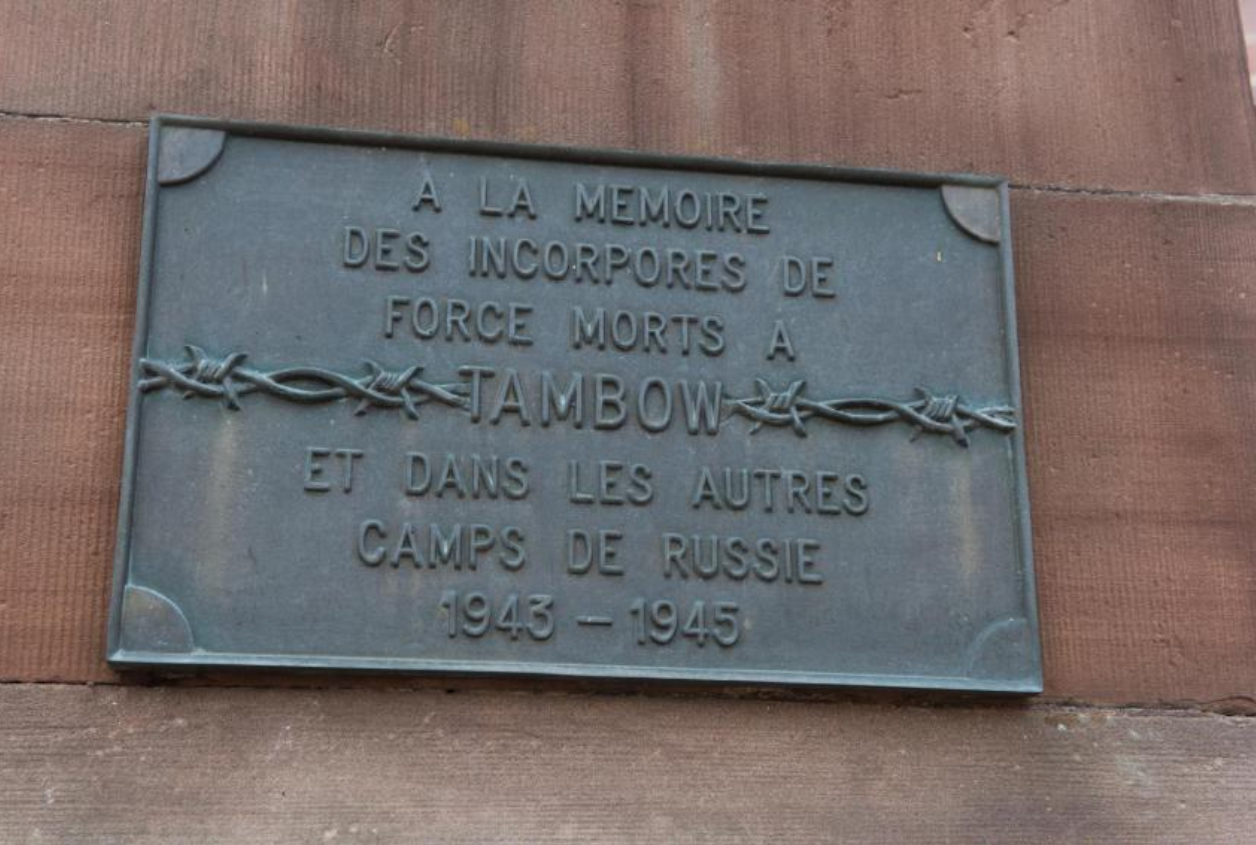 A LA MEMOIRE
DES INCORPORES DE
FORCE MORTS A
TAMBOW
ET DANS LES AUTRES
CAMPS DE RUSSIE
1943 – 1945